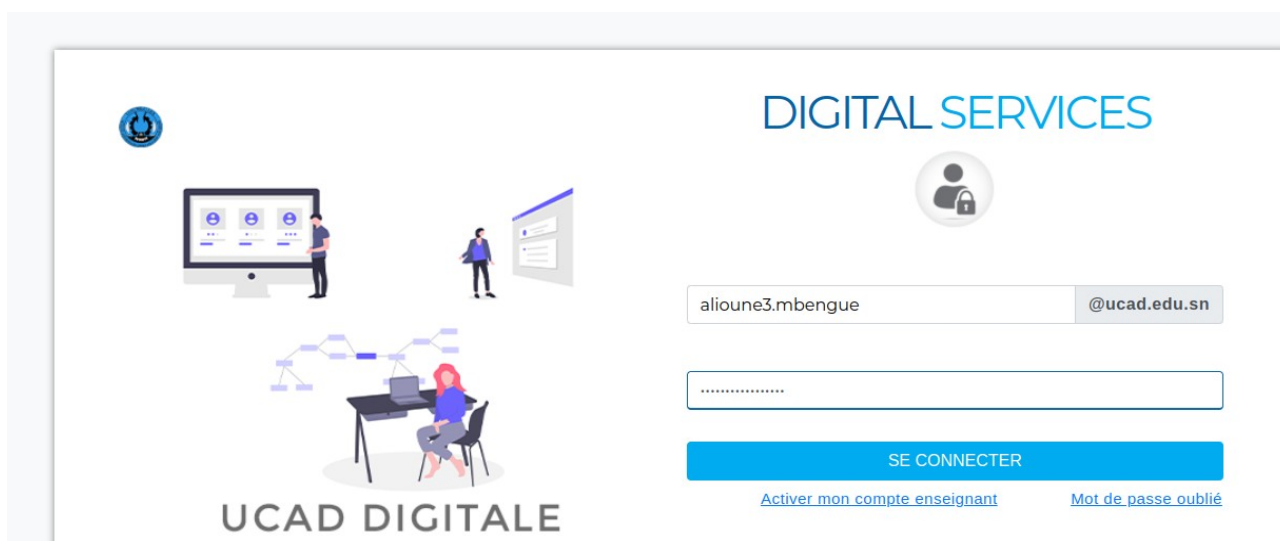 DIGITAL SERVICES
alioune3.mbengue
@ucad.edu.sn
•••••••••••••••••
SE CONNECTER
Activer mon compte enseignant
Mot de passe oublié
UCAD DIGITALE